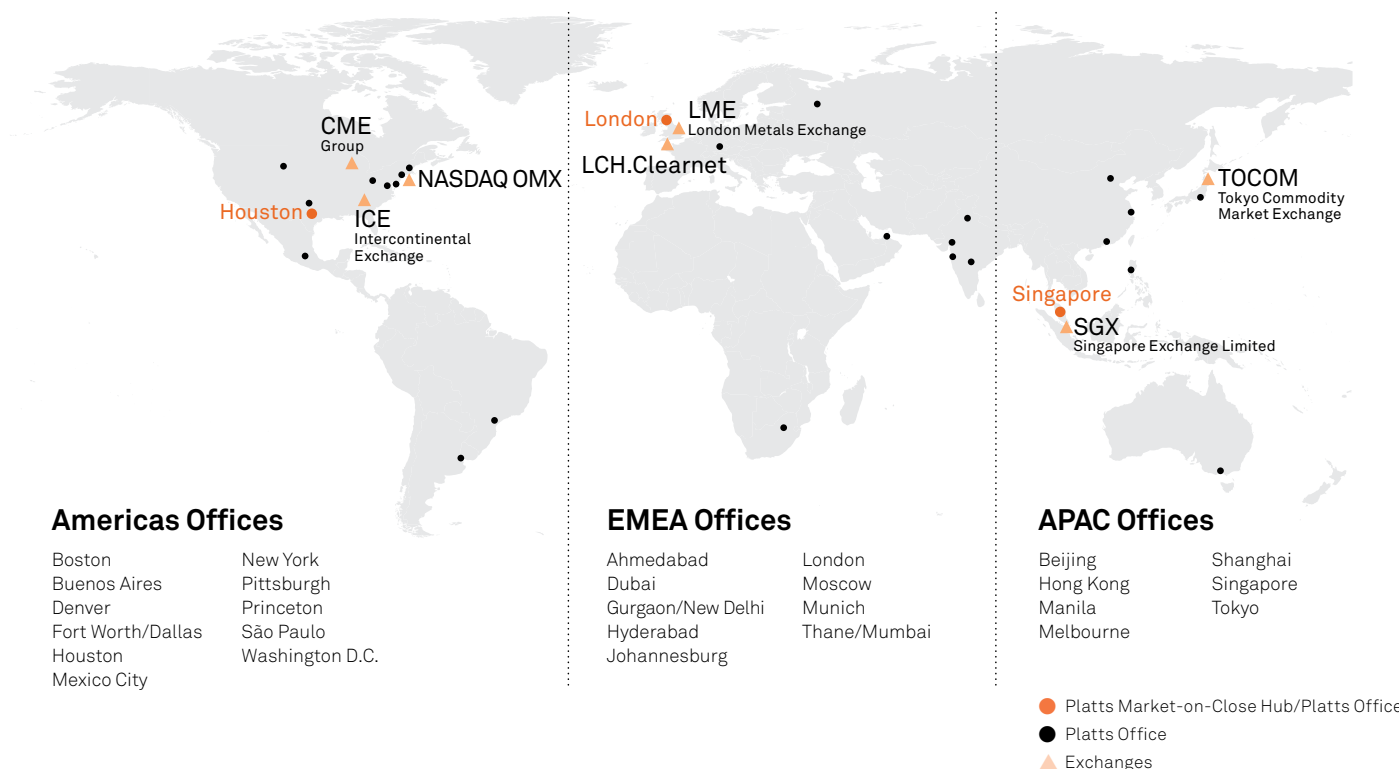 CME
Group
NASDAQ OMX
Houston
ICE
Intercontinental
Exchange
London
LME
London Metals Exchange
LCH.Clearnet
TOCOM
Tokyo Commodity
Market Exchange
Singapore
SGX
Singapore Exchange Limited
Americas Offices
Boston
Buenos Aires
Denver
Fort Worth/Dallas
Houston
Mexico City
New York
Pittsburgh
Princeton
São Paulo
Washington D.C.
EMEA Offices
Ahmedabad
Dubai
Gurgaon/New Delhi
Hyderabad
Johannesburg
London
Moscow
Munich
Thane/Mumbai
APAC Offices
Beijing
Hong Kong
Manila
Melbourne
Shanghai
Singapore
Tokyo
Platts Market-on-Close Hub/Platts Office
Platts Office
Exchanges